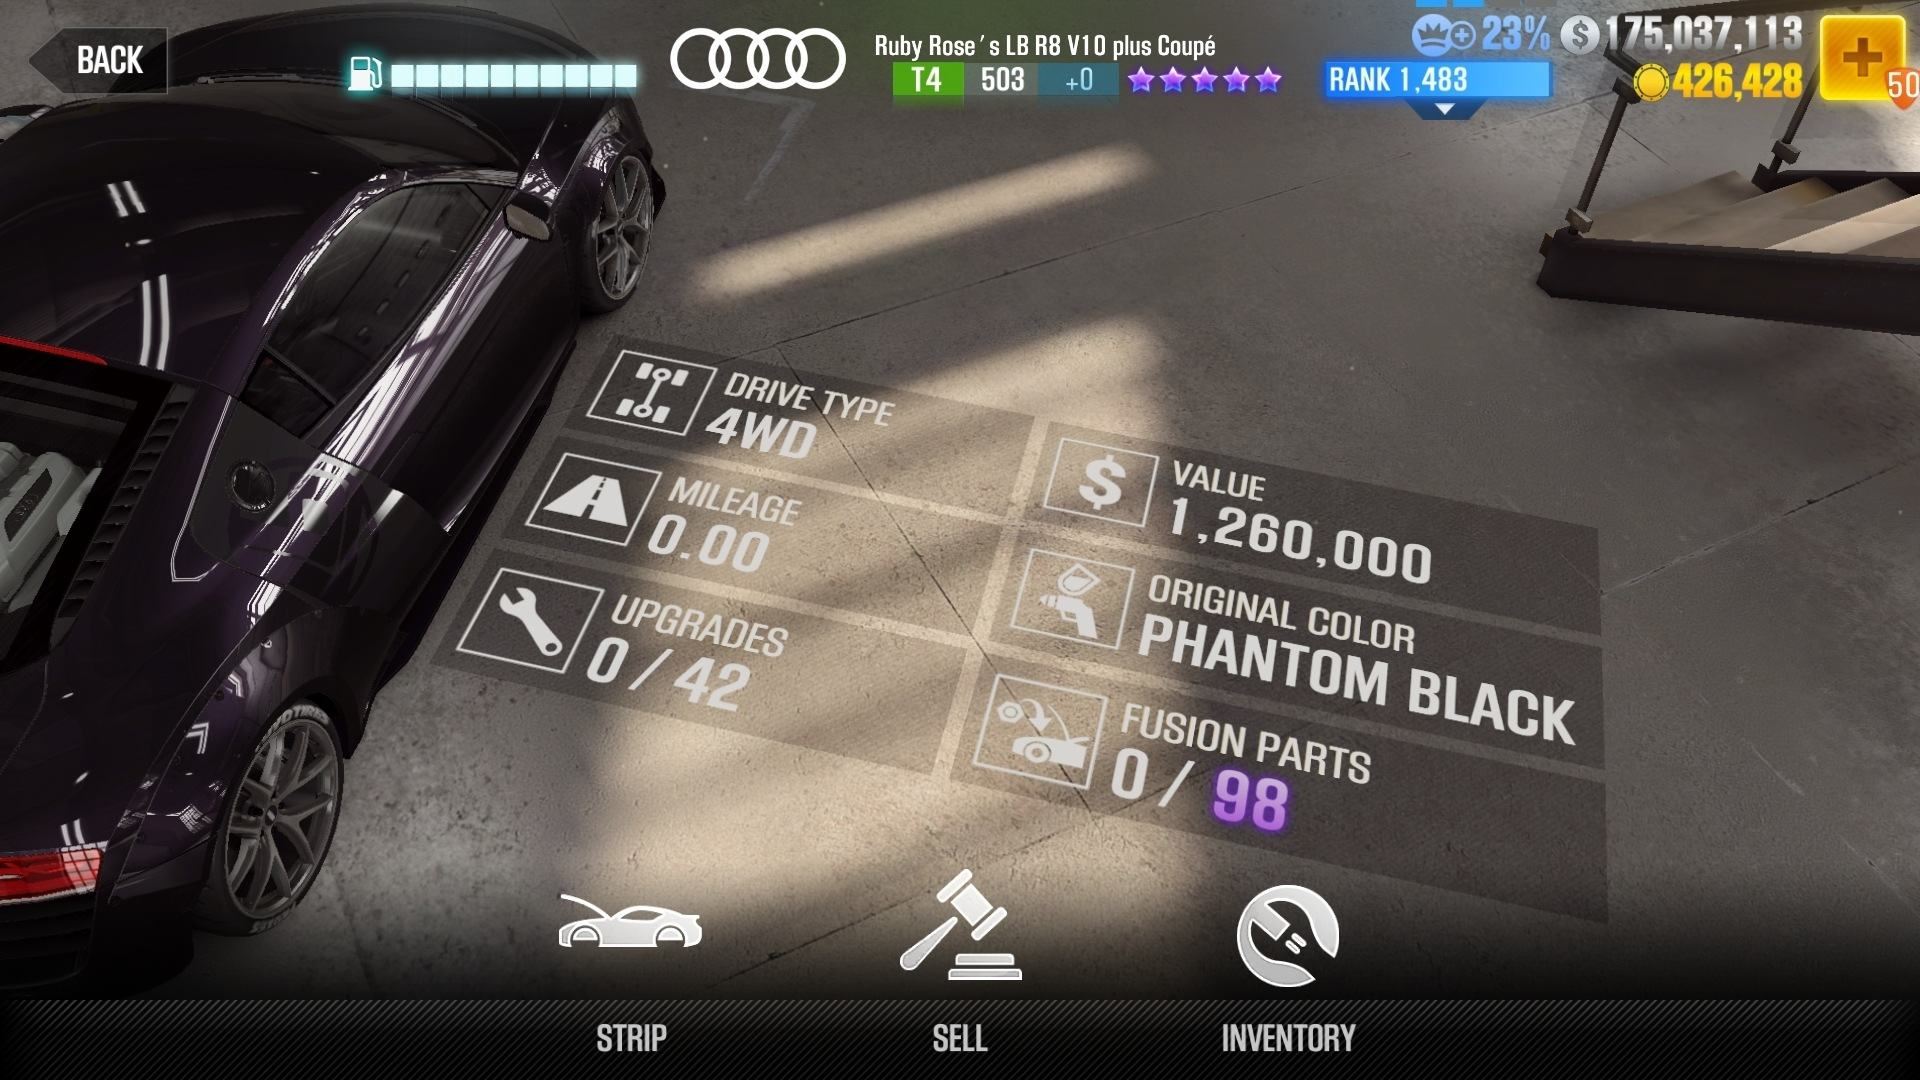 BACK
Ruby Rose's LB R8 V10 plus Coupé
T4 503 +0
RANK 1,483
23%
175,037,113
426,428
50
DRIVE TYPE
4WD
MILEAGE
0.00
UPGRADES
0 / 42
VALUE
1,260,000
ORIGINAL COLOR
PHANTOM BLACK
FUSION PARTS
0 / 98
STRIP
SELL
INVENTORY